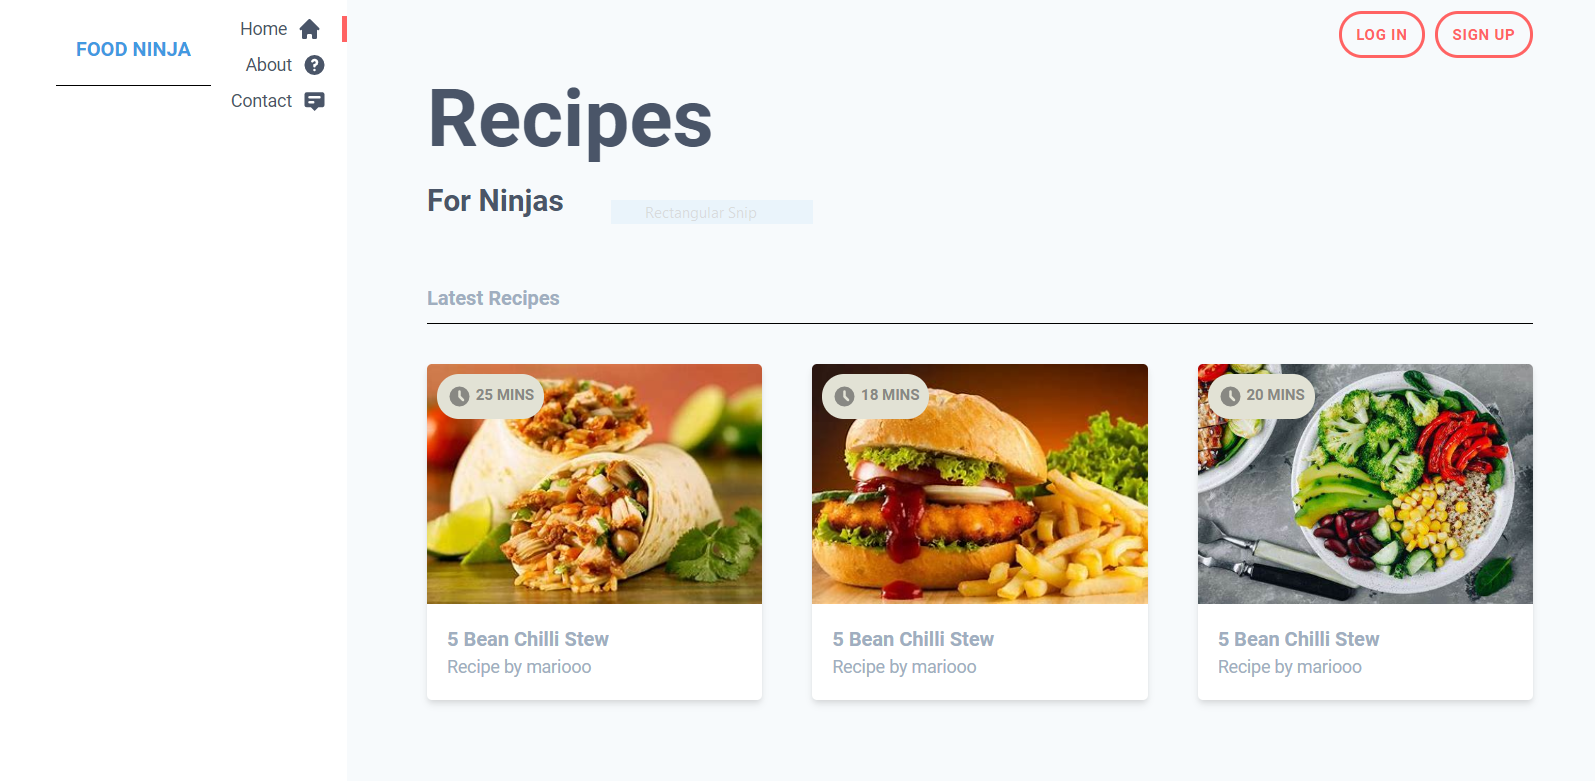 FOOD NINJA
Home
About
Contact
LOG IN
SIGN UP
Recipes
For Ninjas
Rectangular Snip
Latest Recipes
25 MINS
5 Bean Chilli Stew
Recipe by mariooo
18 MINS
5 Bean Chilli Stew
Recipe by mariooo
20 MINS
5 Bean Chilli Stew
Recipe by mariooo